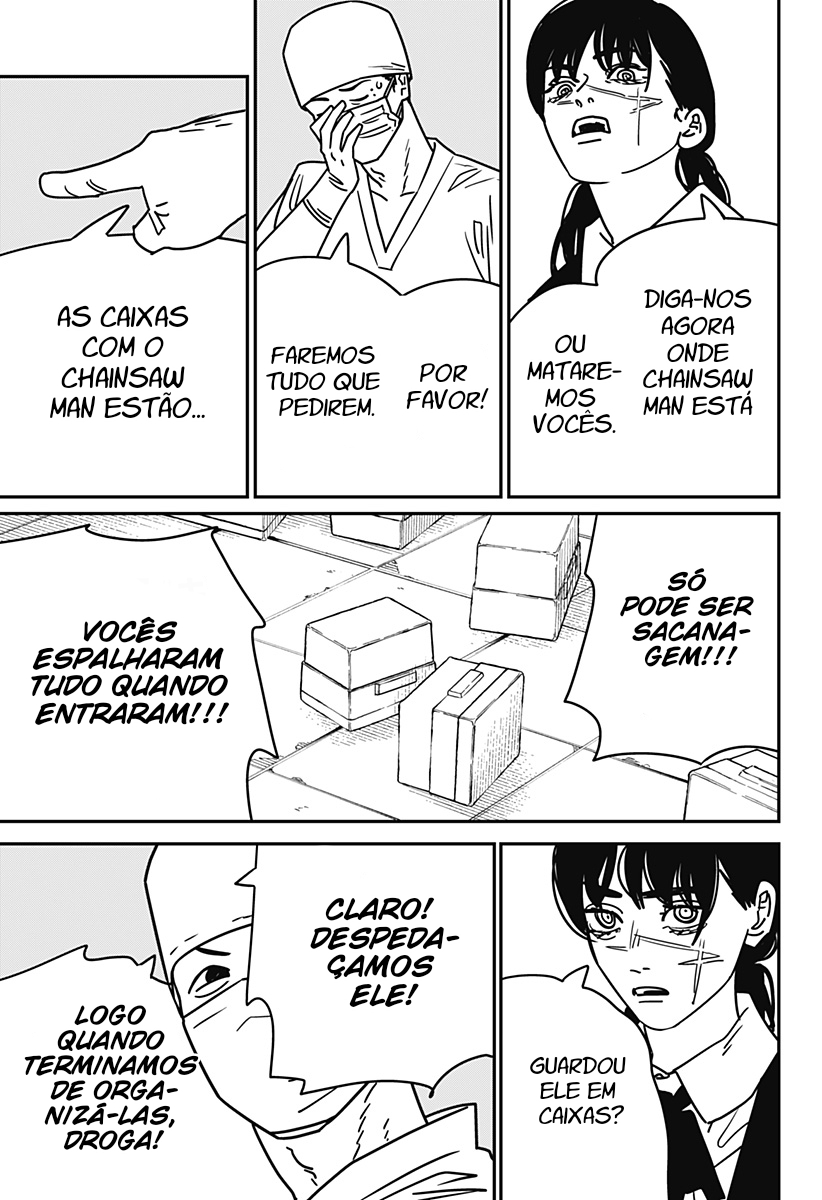 DIGA-NOS
AGORA
ONDE
CHAINSAW
MAN ESTÁ
OU
MATARE-
MOS
VOCÊS.
POR
FAVOR!
FAREMOS
TUDO QUE
PEDIREM.
AS CAIXAS
COM O
CHAINSAW
MAN ESTÃO...
SÓ
PODE SER
SACANA-
GEM!!!
VOCÊS
ESPALHARAM
TUDO QUANDO
ENTRARAM!!!
GUARDOU
ELE EM
CAIXAS?
CLARO!
DESPEDA-
ÇAMOS
ELE!
LOGO
QUANDO
TERMINAMOS
DE ORGA-
NIZÁ-LAS,
DROGA!